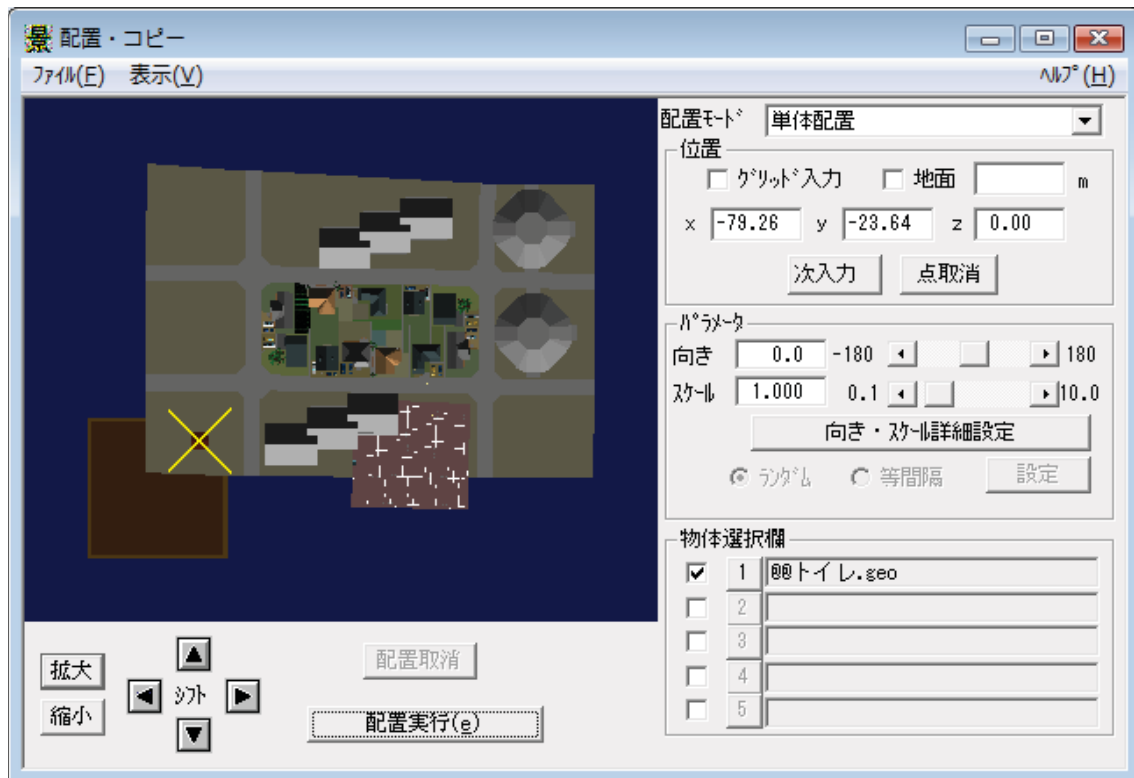 景 配置・コピー
ﾌｧｲﾙ(F) 表示(V) ﾍﾙﾌﾟ(H)
配置ﾓｰﾄﾞ 単体配置
位置
ｸﾞﾘｯﾄﾞ入力 地面 m
x -79.26 y -23.64 z 0.00
次入力 点取消
ﾊﾟﾗﾒｰﾀ
向き 0.0 -180 180
ｽｹｰﾙ 1.000 0.1 10.0
向き・ｽｹｰﾙ詳細設定
ﾗﾝﾀﾞﾑ 等間隔 設定
物体選択欄
1 @@トイレ.geo
2
3
4
5
拡大
縮小
ｼﾌﾄ
配置取消
配置実行(e)